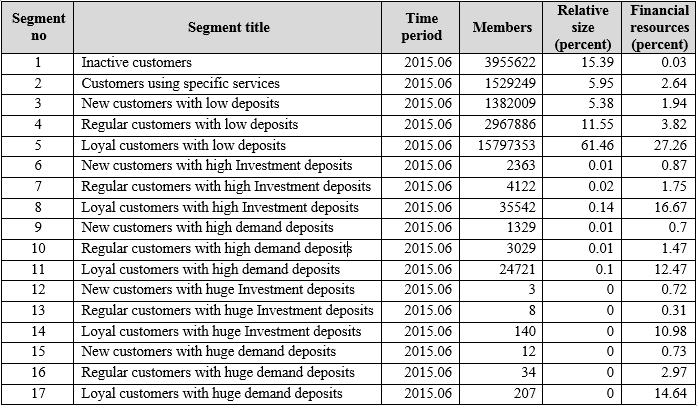 Segment no Segment title Time period Members Relative size (percent) Financial resources (percent)
1 Inactive customers 2015.06 3955622 15.39 0.03
2 Customers using specific services 2015.06 1529249 5.95 2.64
3 New customers with low deposits 2015.06 1382009 5.38 1.94
4 Regular customers with low deposits 2015.06 2967886 11.55 3.82
5 Loyal customers with low deposits 2015.06 15797353 61.46 27.26
6 New customers with high Investment deposits 2015.06 2363 0.01 0.87
7 Regular customers with high Investment deposits 2015.06 4122 0.02 1.75
8 Loyal customers with high Investment deposits 2015.06 35542 0.14 16.67
9 New customers with high demand deposits 2015.06 1329 0.01 0.7
10 Regular customers with high demand deposits 2015.06 3029 0.01 1.47
11 Loyal customers with high demand deposits 2015.06 24721 0.1 12.47
12 New customers with huge Investment deposits 2015.06 3 0 0.72
13 Regular customers with huge Investment deposits 2015.06 8 0 0.31
14 Loyal customers with huge Investment deposits 2015.06 140 0 10.98
15 New customers with huge demand deposits 2015.06 12 0 0.73
16 Regular customers with huge demand deposits 2015.06 34 0 2.97
17 Loyal customers with huge demand deposits 2015.06 207 0 14.64